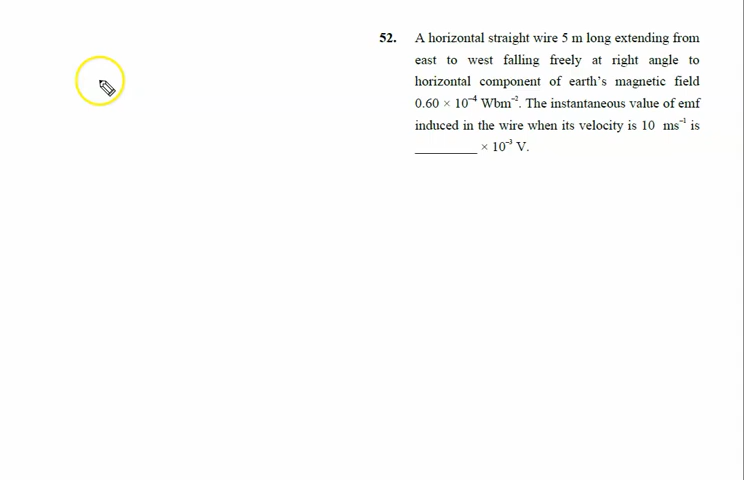 52. A horizontal straight wire 5 m long extending from
east to west falling freely at right angle to
horizontal component of earth's magnetic field
0.60 × 10⁻⁴ Wbm⁻². The instantaneous value of emf
induced in the wire when its velocity is 10 ms⁻¹ is
_________ × 10⁻³ V.